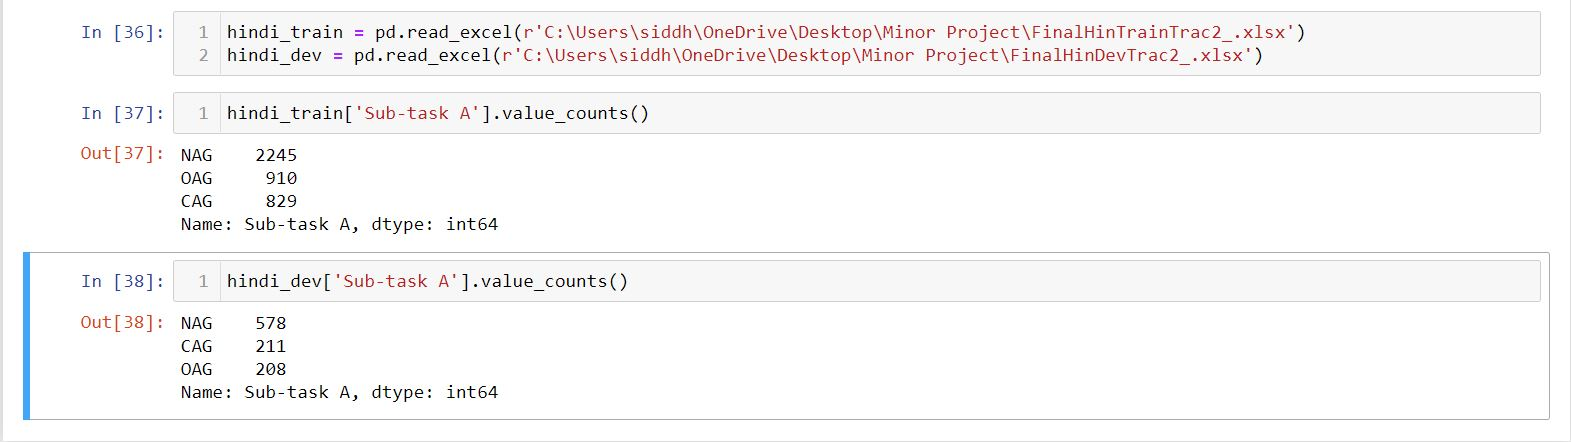 In [36]:
1 hindi_train = pd.read_excel(r'C:\Users\siddh\OneDrive\Desktop\Minor Project\FinalHinTrainTrac2_.xlsx')
2 hindi_dev = pd.read_excel(r'C:\Users\siddh\OneDrive\Desktop\Minor Project\FinalHinDevTrac2_.xlsx')
In [37]:
1 hindi_train['Sub-task A'].value_counts()
Out[37]:
NAG    2245
OAG     910
CAG     829
Name: Sub-task A, dtype: int64
In [38]:
1 hindi_dev['Sub-task A'].value_counts()
Out[38]:
NAG    578
CAG    211
OAG    208
Name: Sub-task A, dtype: int64